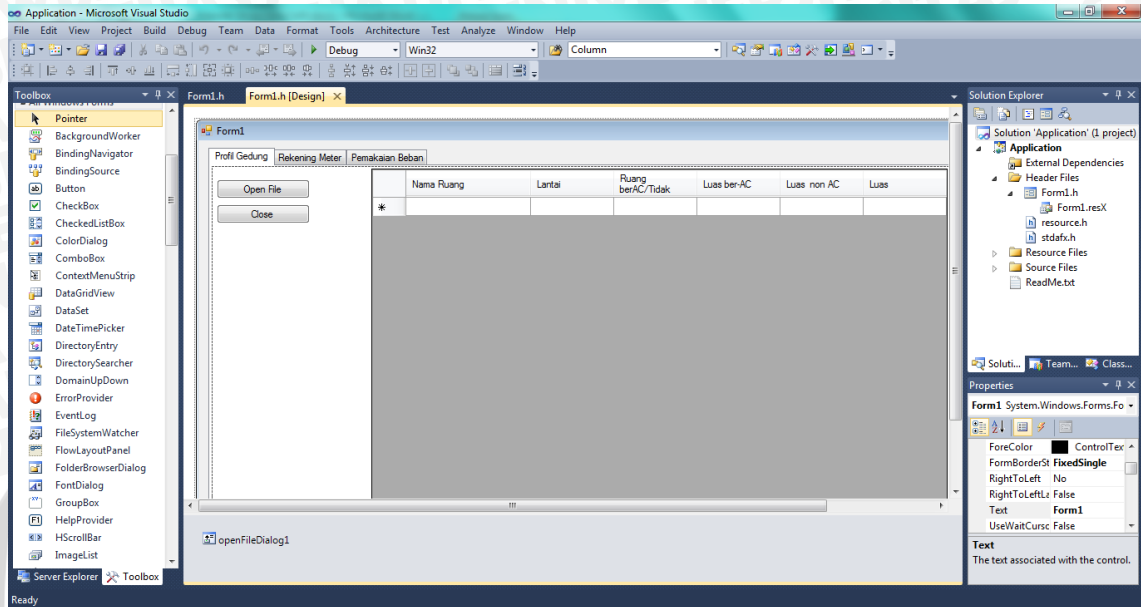 Application - Microsoft Visual Studio
File Edit View Project Build Debug Team Data Format Tools Architecture Test Analyze Window Help
Debug Win32 Column
Toolbox
All Windows Forms
Pointer
BackgroundWorker
BindingNavigator
BindingSource
Button
CheckBox
CheckedListBox
ColorDialog
ComboBox
ContextMenuStrip
DataGridView
DataSet
DateTimePicker
DirectoryEntry
DirectorySearcher
DomainUpDown
ErrorProvider
EventLog
FileSystemWatcher
FlowLayoutPanel
FolderBrowserDialog
FontDialog
GroupBox
HelpProvider
HScrollBar
ImageList
Server Explorer Toolbox
Form1.h Form1.h [Design]
Form1
Profil Gedung Rekening Meter Pemakaian Beban
Open File
Close
Nama Ruang Lantai Ruang berAC/Tidak Luas ber-AC Luas non AC Luas
openFileDialog1
Solution Explorer
Solution 'Application' (1 project)
Application
External Dependencies
Header Files
Form1.h
Form1.resX
resource.h
stdafx.h
Resource Files
Source Files
ReadMe.txt
Soluti... Team... Class...
Properties
Form1 System.Windows.Forms.Fo
ForeColor ControlTex
FormBorderSt FixedSingle
RightToLeft No
RightToLeftLa False
Text Form1
UseWaitCursc False
Text
The text associated with the control.
Ready